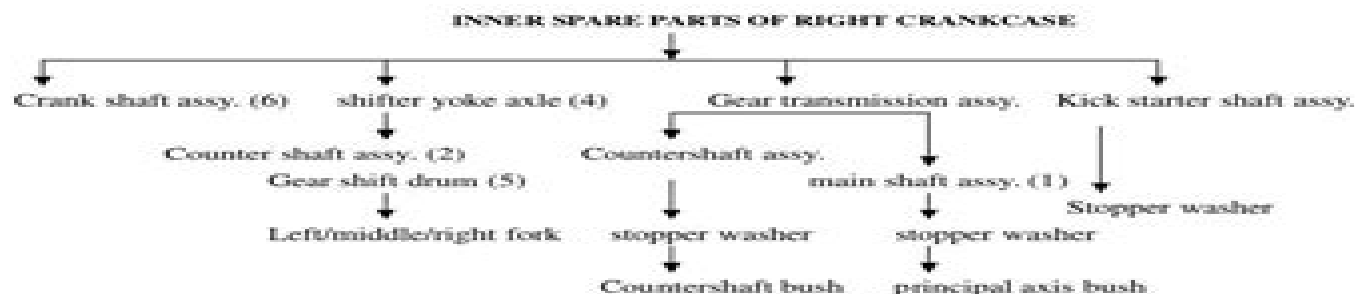 INNER SPARE PARTS OF RIGHT CRANKCASE
Crank shaft assy. (6) shifter yoke axle (4) Gear transmission assy. Kick starter shaft assy.
Counter shaft assy. (2) Countershaft assy.
Gear shift drum (5) main shaft assy. (1)
Stopper washer
Left/middle/right fork stopper washer stopper washer
Countershaft bush principal axis bush